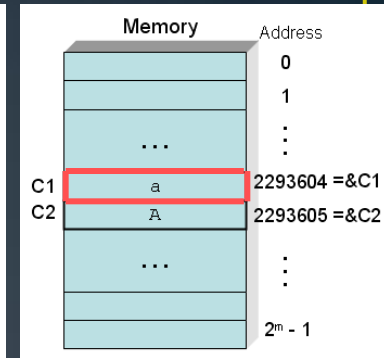 Memory
Address
0
1
... ⋮
C1 a 2293604 =&C1
C2 A 2293605 =&C2
... ⋮
2ᵐ - 1